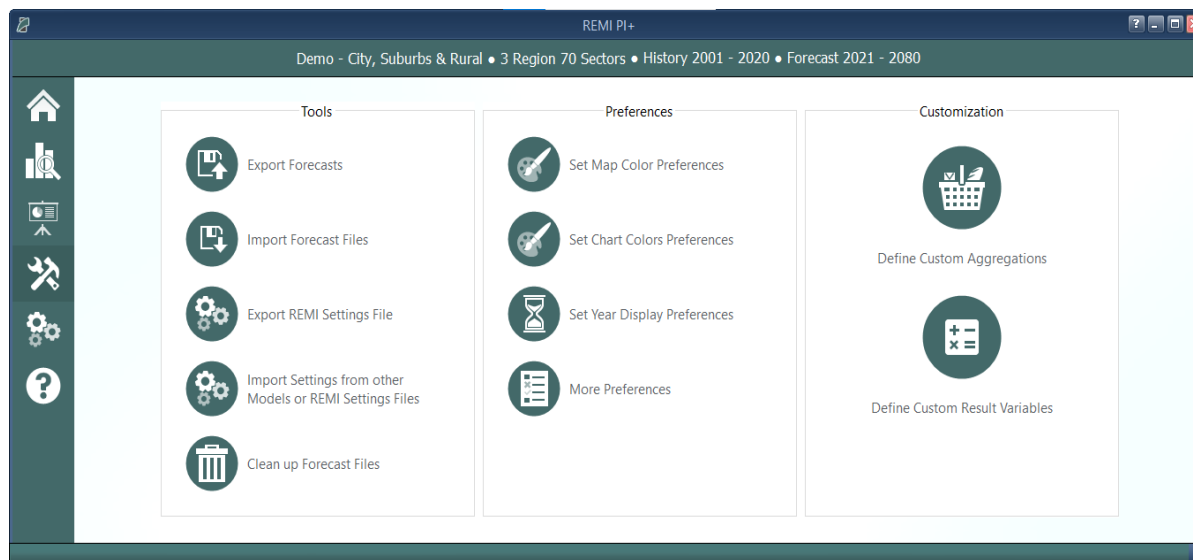 REMI PI+
Demo - City, Suburbs & Rural ● 3 Region 70 Sectors ● History 2001 - 2020 ● Forecast 2021 - 2080
Tools
Export Forecasts
Import Forecast Files
Export REMI Settings File
Import Settings from other
Models or REMI Settings Files
Clean up Forecast Files
Preferences
Set Map Color Preferences
Set Chart Colors Preferences
Set Year Display Preferences
More Preferences
Customization
Define Custom Aggregations
Define Custom Result Variables